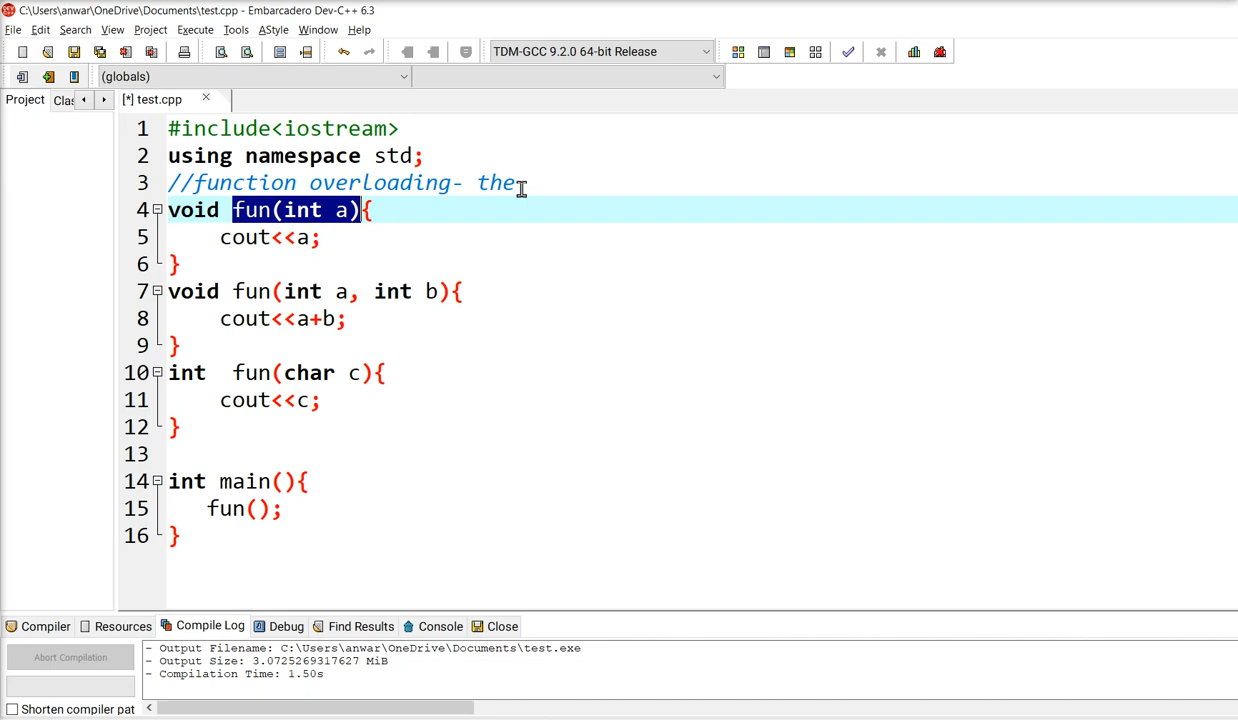 C:\Users\anwar\OneDrive\Documents\test.cpp - Embarcadero Dev-C++ 6.3
File Edit Search View Project Execute Tools AStyle Window Help
TDM-GCC 9.2.0 64-bit Release
(globals)
Project Clas [*] test.cpp
1 #include<iostream>
2 using namespace std;
3 //function overloading- the
4 void fun(int a){
5 cout<<a;
6 }
7 void fun(int a, int b){
8 cout<<a+b;
9 }
10 int  fun(char c){
11 cout<<c;
12 }
13
14 int main(){
15 fun();
16 }
Compiler Resources Compile Log Debug Find Results Console Close
Abort Compilation
- Output Filename: C:\Users\anwar\OneDrive\Documents\test.exe
- Output Size: 3.0725269317627 MiB
- Compilation Time: 1.50s
Shorten compiler pat